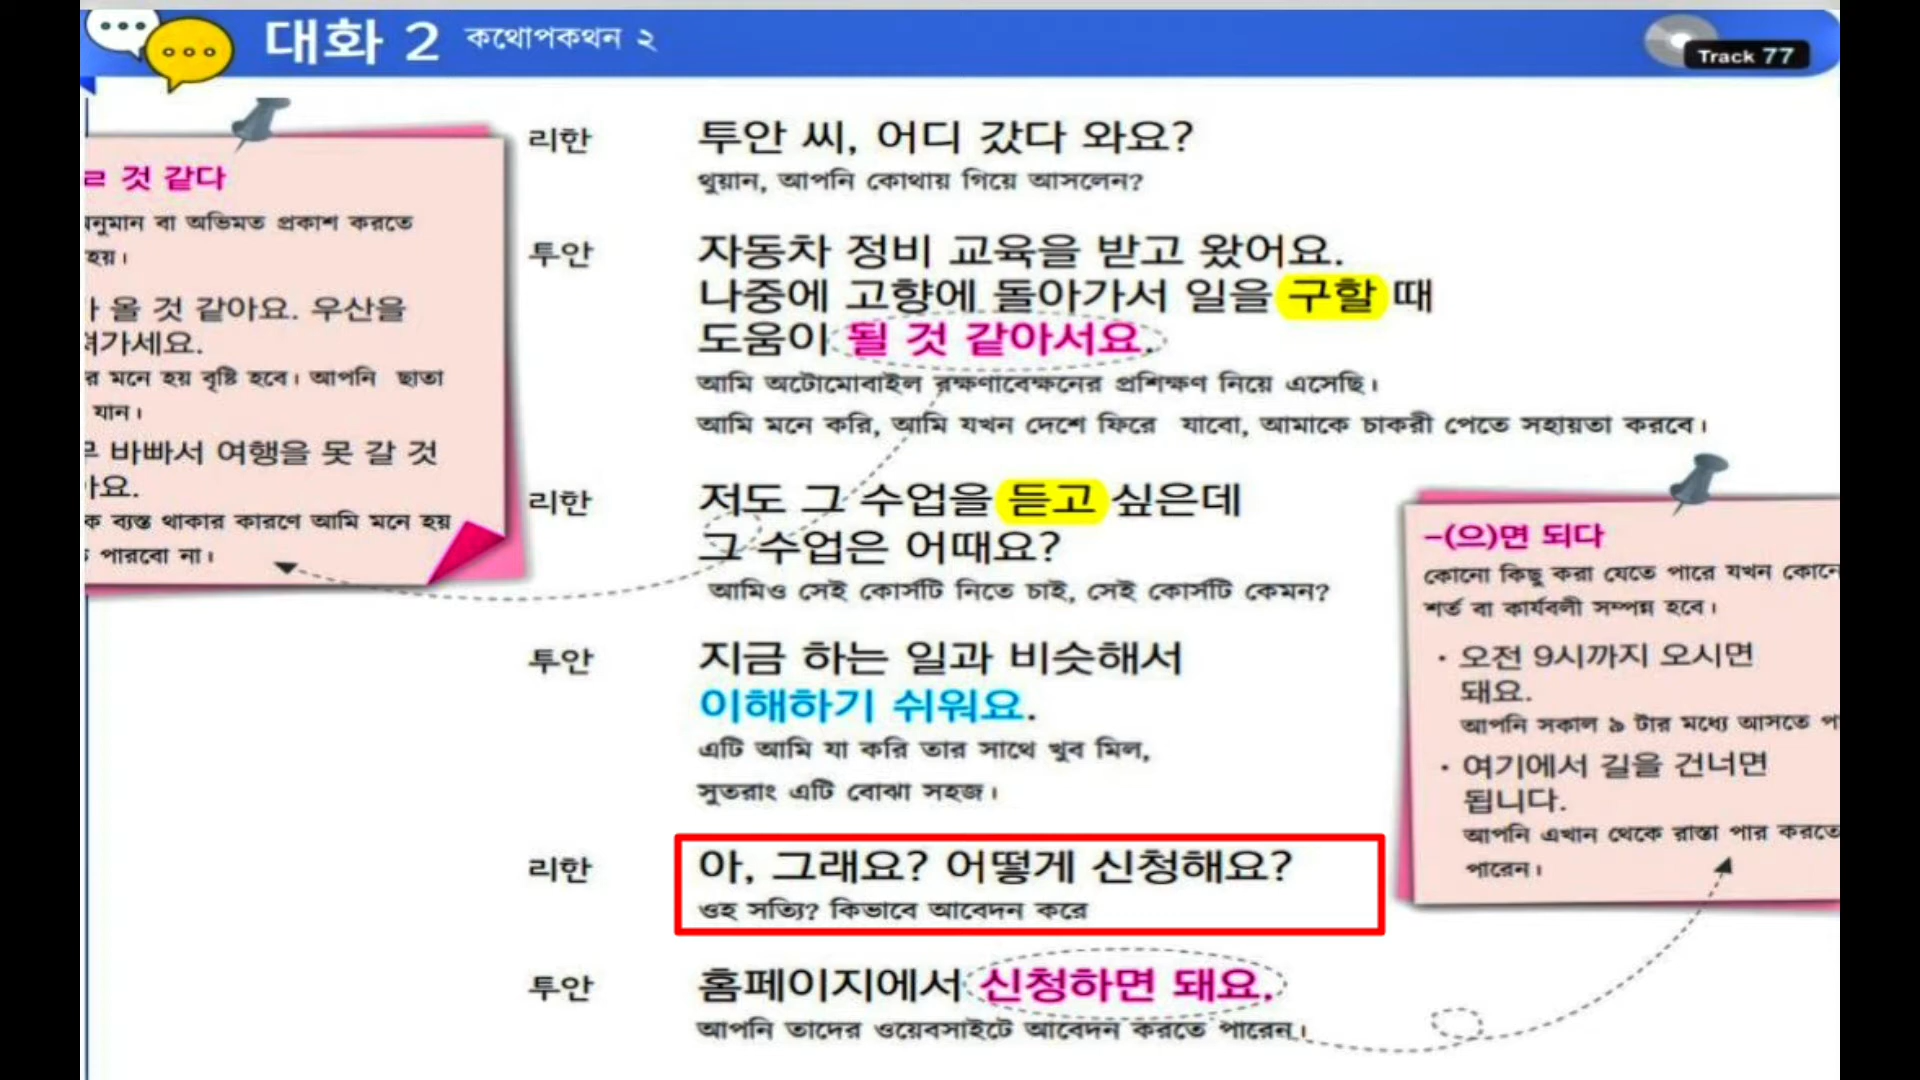 대화 2 কথোপকথন ২
Track 77
ㄹ 것 같다
অনুমান বা অভিমত প্রকাশ করতে
হয়।
올 것 같아요. 우산을
져가세요.
র মনে হয় বৃষ্টি হবে। আপনি ছাতা
যান।
무 바빠서 여행을 못 갈 것
아요.
ক ব্যস্ত থাকার কারণে আমি মনে হয়
পারবো না।
리한 투안 씨, 어디 갔다 와요?
থুয়ান, আপনি কোথায় গিয়ে আসলেন?
투안 자동차 정비 교육을 받고 왔어요.
나중에 고향에 돌아가서 일을 구할 때
도움이 될 것 같아서요.
আমি অটোমোবাইল রক্ষণাবেক্ষনের প্রশিক্ষণ নিয়ে এসেছি।
আমি মনে করি, আমি যখন দেশে ফিরে যাবো, আমাকে চাকরী পেতে সহায়তা করবে।
리한 저도 그 수업을 듣고 싶은데
그 수업은 어때요?
আমিও সেই কোর্সটি নিতে চাই, সেই কোর্সটি কেমন?
투안 지금 하는 일과 비슷해서
이해하기 쉬워요.
এটি আমি যা করি তার সাথে খুব মিল,
সুতরাং এটি বোঝা সহজ।
리한 아, 그래요? 어떻게 신청해요?
ওহ সত্যি? কিভাবে আবেদন করে
투안 홈페이지에서 신청하면 돼요.
আপনি তাদের ওয়েবসাইটে আবেদন করতে পারেন।
-(으)면 되다
কোনো কিছু করা যেতে পারে যখন কোনে
শর্ত বা কার্যবলী সম্পন্ন হবে।
· 오전 9시까지 오시면
돼요.
আপনি সকাল ৯ টার মধ্যে আসতে প
· 여기에서 길을 건너면
됩니다.
আপনি এখান থেকে রাস্তা পার করতে
পারেন।